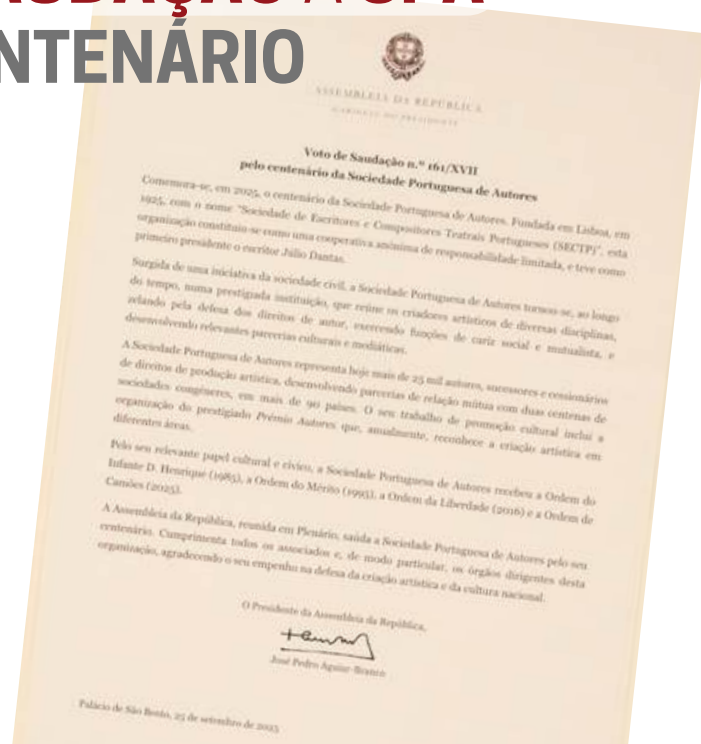 SAUDAÇÃO À SPA
NTENÁRIO
ASSEMBLEIA DA REPÚBLICA
GABINETE DO PRESIDENTE
Voto de Saudação n.º 161/XVII
pelo centenário da Sociedade Portuguesa de Autores
Comemora-se, em 2025, o centenário da Sociedade Portuguesa de Autores. Fundada em Lisboa, em
1925, com o nome "Sociedade de Escritores e Compositores Teatrais Portugueses (SECTP)", esta
organização constituiu-se como uma cooperativa anónima de responsabilidade limitada, e teve como
primeiro presidente o escritor Júlio Dantas.
Surgida de uma iniciativa da sociedade civil, a Sociedade Portuguesa de Autores tornou-se, ao longo
do tempo, numa prestigiada instituição, que reúne os criadores artísticos de diversas disciplinas,
zelando pela defesa dos direitos de autor, exercendo funções de cariz social e mutualista, e
desenvolvendo relevantes parcerias culturais e mediáticas.
A Sociedade Portuguesa de Autores representa hoje mais de 25 mil autores, sucessores e cessionários
de direitos de produção artística, desenvolvendo parcerias de relação mútua com duas centenas de
sociedades congéneres, em mais de 90 países. O seu trabalho de promoção cultural inclui a
organização do prestigiado Prémio Autores que, anualmente, reconhece a criação artística em
diferentes áreas.
Pelo seu relevante papel cultural e cívico, a Sociedade Portuguesa de Autores recebeu a Ordem do
Infante D. Henrique (1985), a Ordem do Mérito (1995), a Ordem da Liberdade (2016) e a Ordem de
Camões (2025).
A Assembleia da República, reunida em Plenário, saúda a Sociedade Portuguesa de Autores pelo seu
centenário. Cumprimenta todos os associados e, de modo particular, os órgãos dirigentes desta
organização, agradecendo o seu empenho na defesa da criação artística e da cultura nacional.
O Presidente da Assembleia da República,
José Pedro Aguiar-Branco
Palácio de São Bento, 25 de setembro de 2025